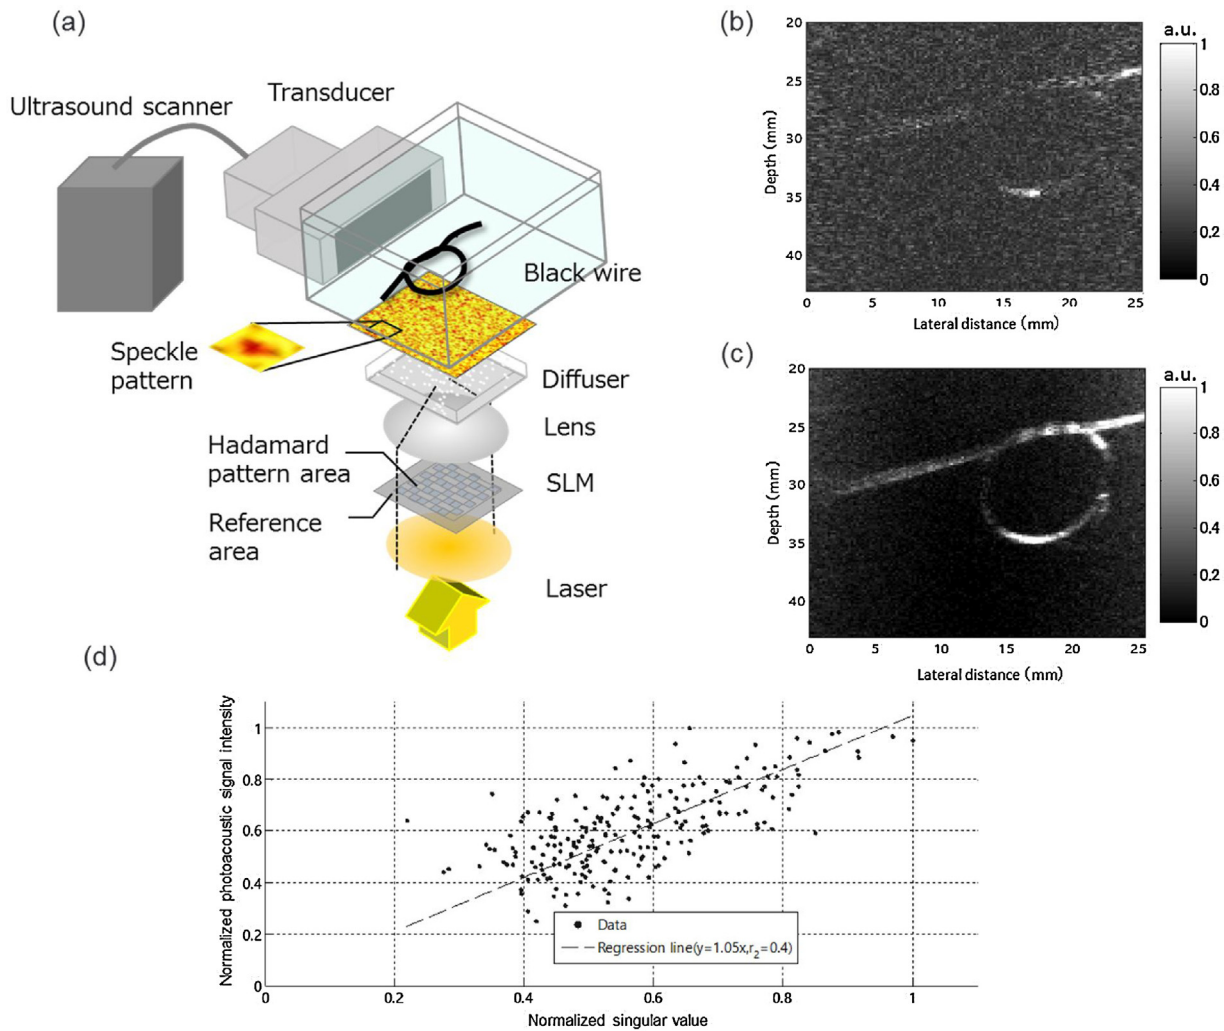 (a)
Ultrasound scanner
Transducer
Black wire
Speckle
pattern
Diffuser
Lens
Hadamard
pattern area
SLM
Reference
area
Laser
(b)
20
25
30
35
40
Depth (mm)
0 5 10 15 20 25
Lateral distance (mm)
a.u.
1
0.8
0.6
0.4
0.2
0
(c)
20
25
30
35
40
Depth (mm)
0 5 10 15 20 25
Lateral distance (mm)
a.u.
1
0.8
0.6
0.4
0.2
0
(d)
Normalized photoacoustic signal intensity
1
0.8
0.6
0.4
0.2
0
Data
Regression line(y=1.05x,r₂=0.4)
0 0.2 0.4 0.6 0.8 1
Normalized singular value